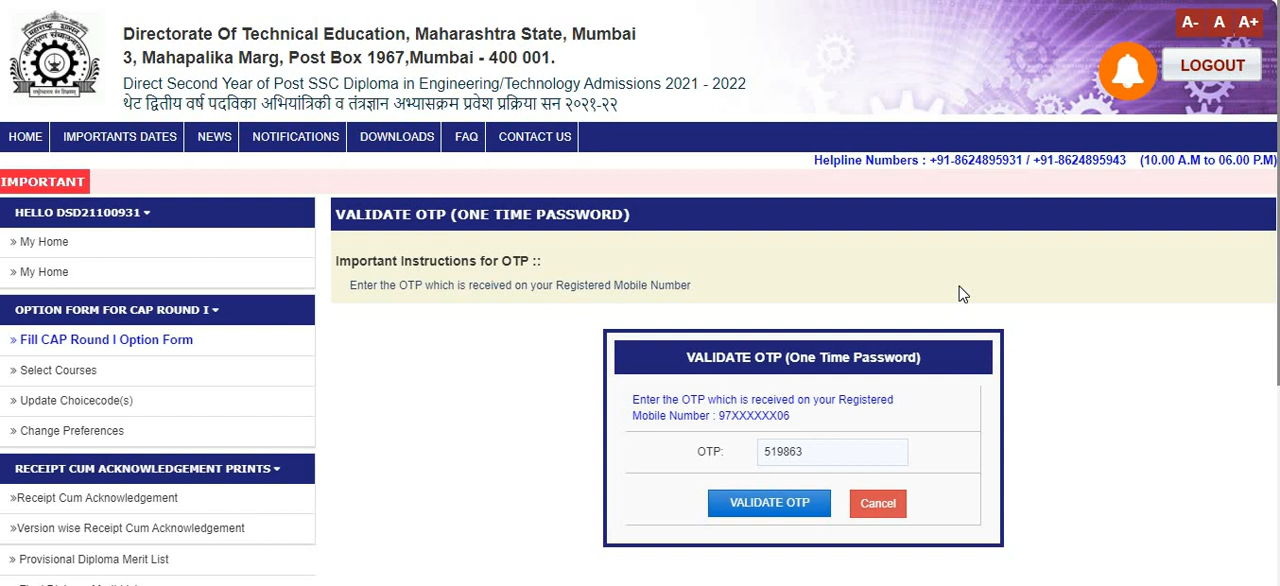 Directorate Of Technical Education, Maharashtra State, Mumbai
3, Mahapalika Marg, Post Box 1967,Mumbai - 400 001.
Direct Second Year of Post SSC Diploma in Engineering/Technology Admissions 2021 - 2022
थेट द्वितीय वर्ष पदविका अभियांत्रिकी व तंत्रज्ञान अभ्यासक्रम प्रवेश प्रक्रिया सन २०२१-२२
A- A A+
LOGOUT
HOME IMPORTANTS DATES NEWS NOTIFICATIONS DOWNLOADS FAQ CONTACT US
Helpline Numbers : +91-8624895931 / +91-8624895943 (10.00 A.M to 06.00 P.M)
IMPORTANT
HELLO DSD21100931
» My Home
» My Home
OPTION FORM FOR CAP ROUND I
» Fill CAP Round I Option Form
» Select Courses
» Update Choicecode(s)
» Change Preferences
RECEIPT CUM ACKNOWLEDGEMENT PRINTS
»Receipt Cum Acknowledgement
»Version wise Receipt Cum Acknowledgement
» Provisional Diploma Merit List
VALIDATE OTP (ONE TIME PASSWORD)
Important Instructions for OTP ::
Enter the OTP which is received on your Registered Mobile Number
VALIDATE OTP (One Time Password)
Enter the OTP which is received on your Registered
Mobile Number : 97XXXXXX06
OTP: 519863
VALIDATE OTP Cancel